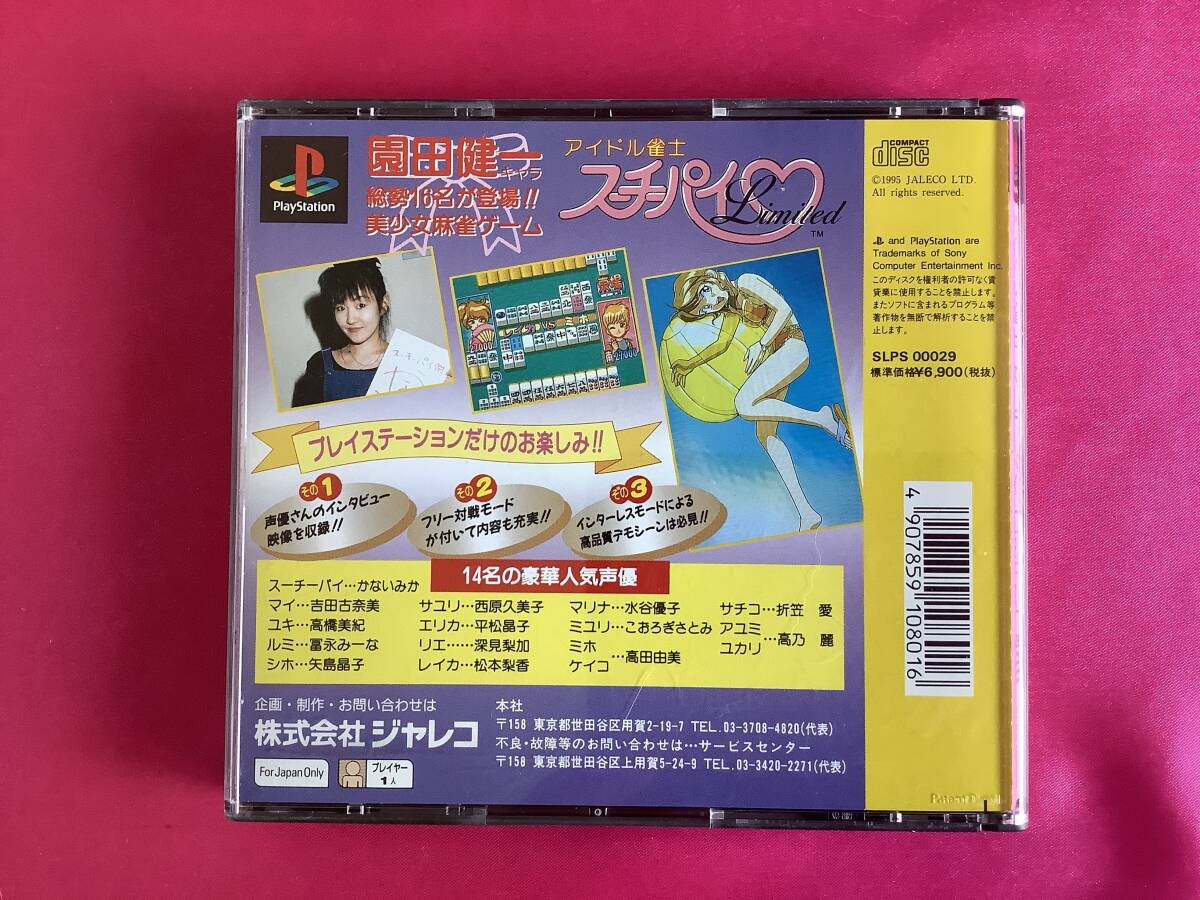 PlayStation
園田健一
キャラ
総勢16名が登場!!
美少女麻雀ゲーム
アイドル雀士
スーチーパイ
Limited
TM
スーチーパイ
東場
VS
ミホ
27000
南27000
プレイステーションだけのお楽しみ!!
その1
声優さんのインタビュー
映像を収録!!
その2
フリー対戦モード
が付いて内容も充実!!
その3
インターレスモードによる
高品質デモシーンは必見!!
14名の豪華人気声優
スーチーパイ…かないみか
マイ…吉田古奈美
ユキ…高橋美紀
ルミ…冨永みーな
シホ…矢島晶子
サユリ…西原久美子
エリカ…平松晶子
リエ……深見梨加
レイカ…松本梨香
マリナ…水谷優子
ミユリ…こおろぎさとみ
ミホ
ケイコ…高田由美
サチコ…折笠 愛
アユミ
ユカリ…高乃 麗
企画・制作・お問い合わせは
株式会社 ジャレコ
For Japan Only
プレイヤー
1人
本社
〒158 東京都世田谷区用賀2-19-7 TEL.03-3708-4820(代表)
不良・故障等のお問い合わせは…サービスセンター
〒158 東京都世田谷区上用賀5-24-9 TEL.03-3420-2271(代表)
COMPACT
disc
©1995 JALECO LTD.
All rights reserved.
and PlayStation are
Trademarks of Sony
Computer Entertainment Inc.
このディスクを権利者の許可なく賃
貸業に使用することを禁止します。
またソフトに含まれるプログラム等
著作物を無断で解析することを禁
止します。
SLPS 00029
標準価格¥6,900(税抜)
4 907859 108016